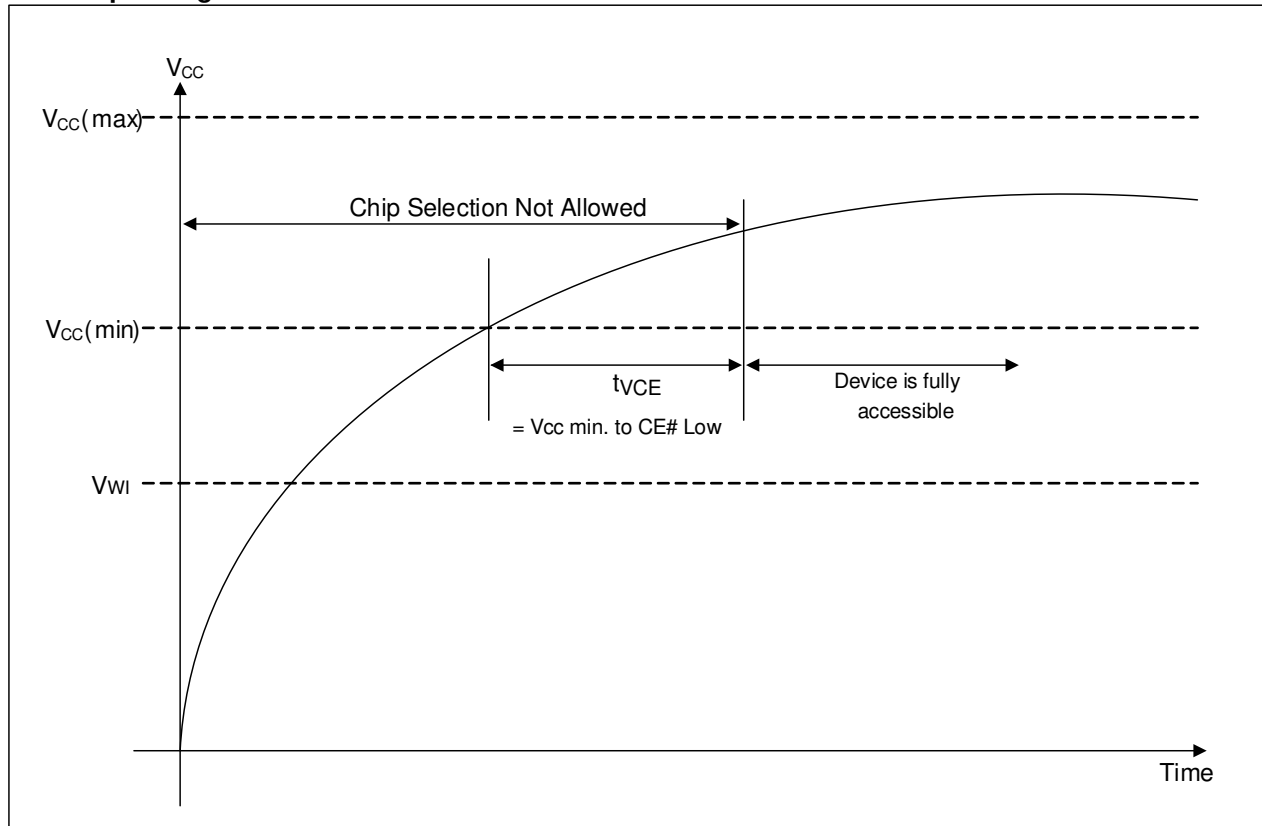 VCC
VCC(max)
Chip Selection Not Allowed
VCC(min)
tVCE
Device is fully
accessible
= Vcc min. to CE# Low
VWI
Time